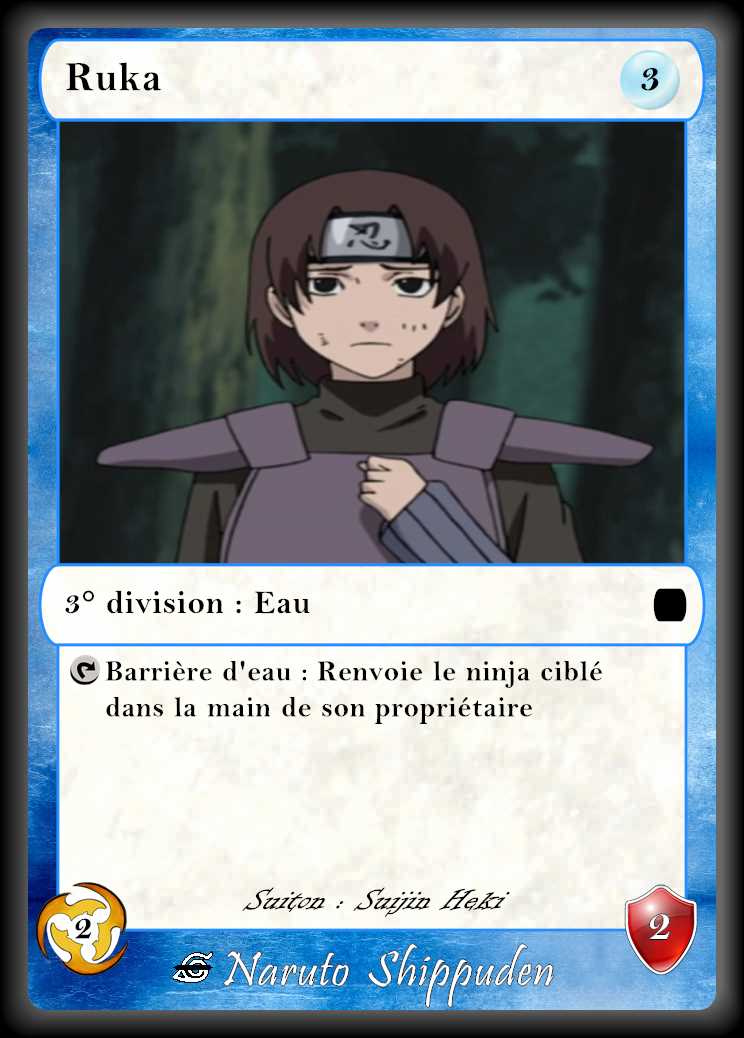 Ruka
3
忍
3° division : Eau
Barrière d'eau : Renvoie le ninja ciblé
dans la main de son propriétaire
Suiton : Suijin Heki
2
2
Naruto Shippuden